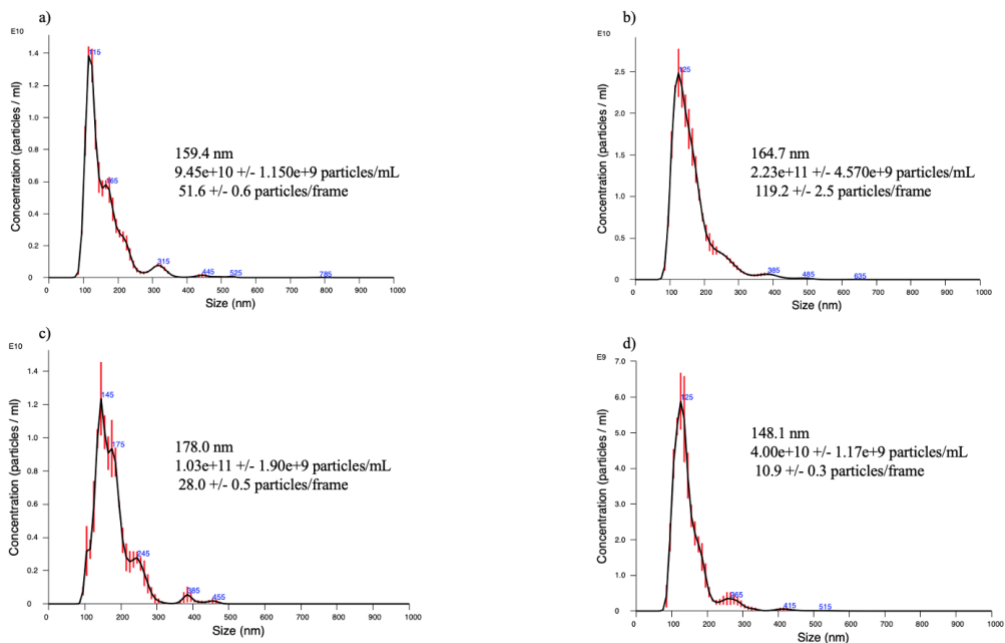 a)
E10
1.4
1.2
1.0
0.8
0.6
0.4
0.2
0
Concentration (particles / ml)
115
165
315
445
525
785
159.4 nm
9.45e+10 +/- 1.150e+9 particles/mL
51.6 +/- 0.6 particles/frame
0 100 200 300 400 500 600 700 800 900 1000
Size (nm)
b)
E10
2.5
2.0
1.5
1.0
0.5
0
Concentration (particles / ml)
125
385
485
635
164.7 nm
2.23e+11 +/- 4.570e+9 particles/mL
119.2 +/- 2.5 particles/frame
0 100 200 300 400 500 600 700 800 900 1000
Size (nm)
c)
E10
1.4
1.2
1.0
0.8
0.6
0.4
0.2
0
Concentration (particles / ml)
145
175
245
385
455
178.0 nm
1.03e+11 +/- 1.90e+9 particles/mL
28.0 +/- 0.5 particles/frame
0 100 200 300 400 500 600 700 800 900 1000
Size (nm)
d)
E9
7.0
6.0
5.0
4.0
3.0
2.0
1.0
0
Concentration (particles / ml)
125
265
415
515
148.1 nm
4.00e+10 +/- 1.17e+9 particles/mL
10.9 +/- 0.3 particles/frame
0 100 200 300 400 500 600 700 800 900 1000
Size (nm)